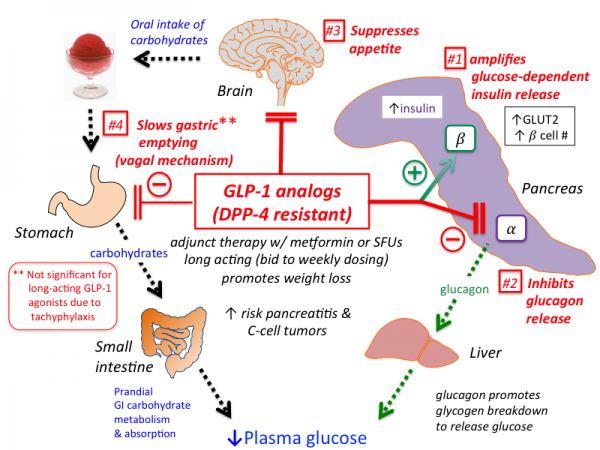 Oral intake of
carbohydrates
#3
Suppresses
appetite
Brain
#1
amplifies
glucose-dependent
insulin release
↑insulin
↑GLUT2
↑ β cell #
β
Pancreas
#4
Slows gastric**
emptying
(vagal mechanism)
Stomach
GLP-1 analogs
(DPP-4 resistant)
α
adjunct therapy w/ metformin or SFUs
long acting (bid to weekly dosing)
promotes weight loss
carbohydrates
** Not significant for
long-acting GLP-1
agonists due to
tachyphylaxis
↑ risk pancreatitis &
C-cell tumors
glucagon
#2
Inhibits
glucagon
release
Small
intestine
Liver
Prandial
GI carbohydrate
metabolism
& absorption
glucagon promotes
glycogen breakdown
to release glucose
↓Plasma glucose